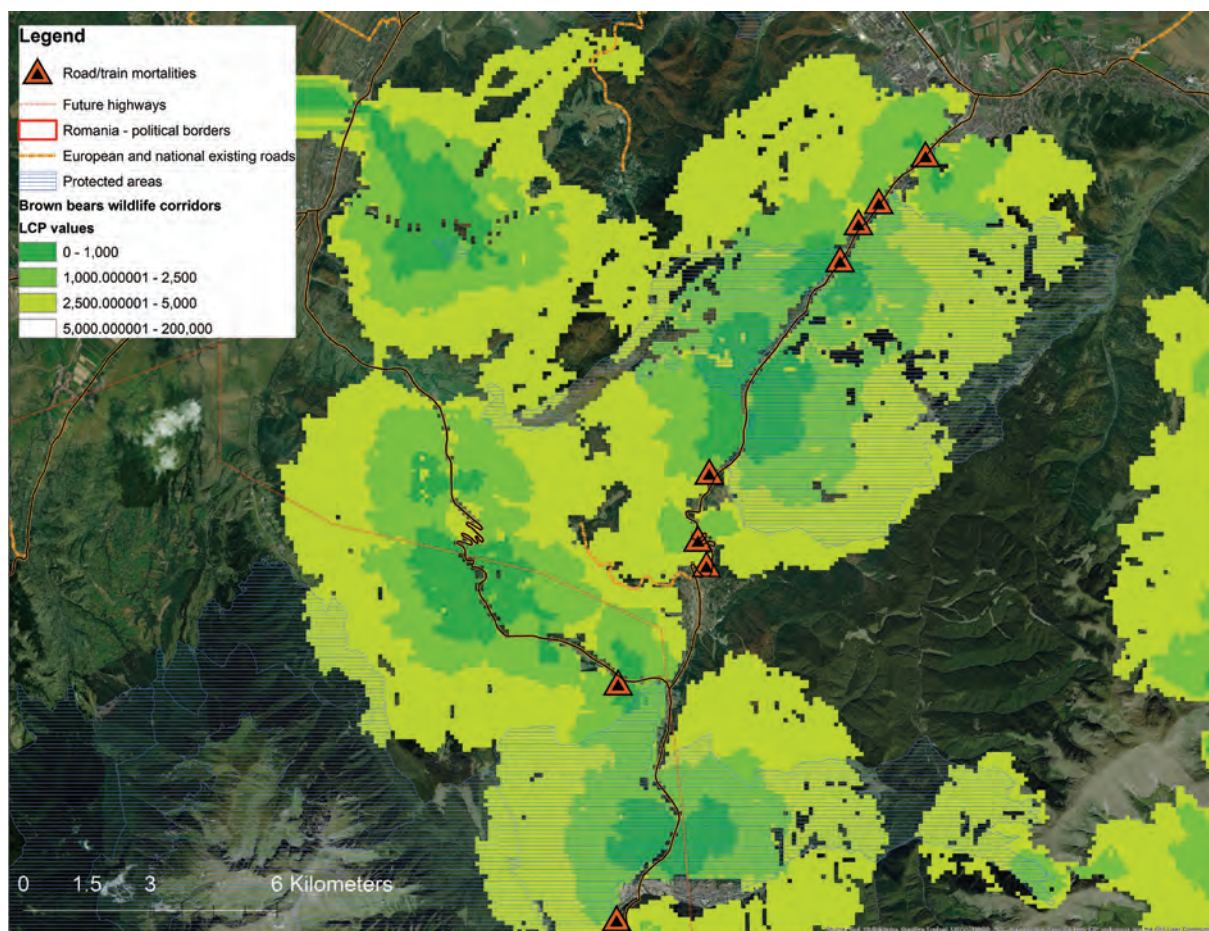 Legend
Road/train mortalities
Future highways
Romania - political borders
European and national existing roads
Protected areas
Brown bears wildlife corridors
LCP values
0 - 1,000
1,000.000001 - 2,500
2,500.000001 - 5,000
5,000.000001 - 200,000
0 1.5 3 6 Kilometers